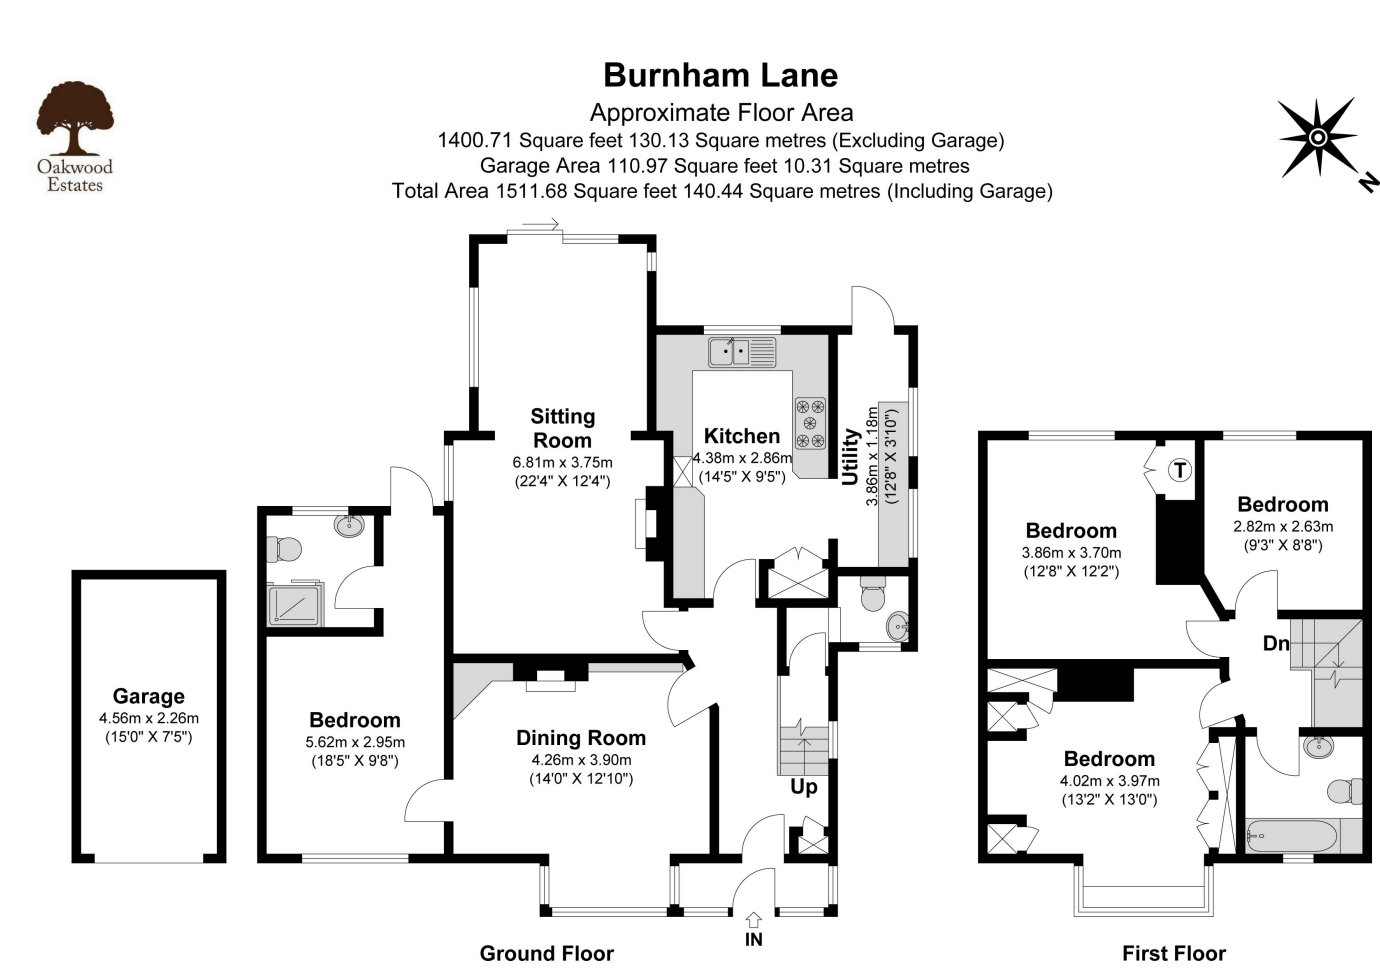 Burnham Lane
Approximate Floor Area
1400.71 Square feet 130.13 Square metres (Excluding Garage)
Garage Area 110.97 Square feet 10.31 Square metres
Total Area 1511.68 Square feet 140.44 Square metres (Including Garage)
Oakwood
Estates
N
Sitting
Room
6.81m x 3.75m
(22'4" X 12'4")
Kitchen
4.38m x 2.86m
(14'5" X 9'5")
Utility
3.86m x 1.18m
(12'8" X 3'10")
Garage
4.56m x 2.26m
(15'0" X 7'5")
Bedroom
5.62m x 2.95m
(18'5" X 9'8")
Dining Room
4.26m x 3.90m
(14'0" X 12'10")
Up
IN
Ground Floor
T
Bedroom
3.86m x 3.70m
(12'8" X 12'2")
Bedroom
2.82m x 2.63m
(9'3" X 8'8")
Dn
Bedroom
4.02m x 3.97m
(13'2" X 13'0")
First Floor